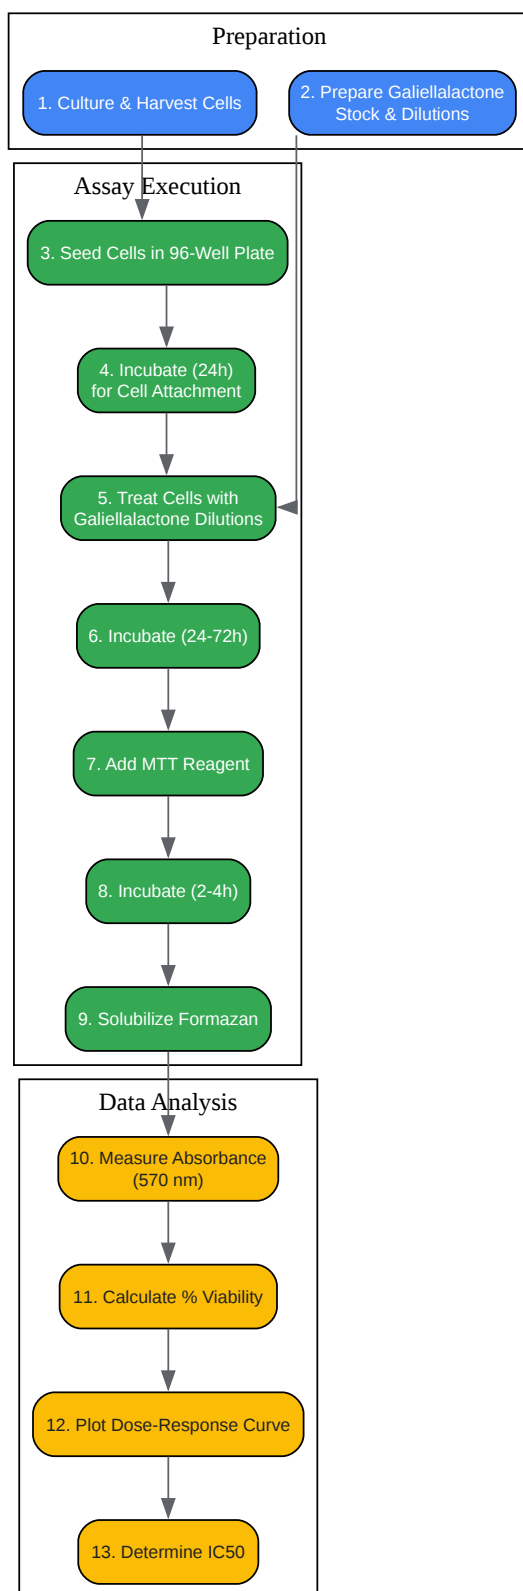 Preparation
1. Culture & Harvest Cells
2. Prepare Galiellalactone
Stock & Dilutions
Assay Execution
3. Seed Cells in 96-Well Plate
4. Incubate (24h)
for Cell Attachment
5. Treat Cells with
Galiellalactone Dilutions
6. Incubate (24-72h)
7. Add MTT Reagent
8. Incubate (2-4h)
9. Solubilize Formazan
Data Analysis
10. Measure Absorbance
(570 nm)
11. Calculate % Viability
12. Plot Dose-Response Curve
13. Determine IC50